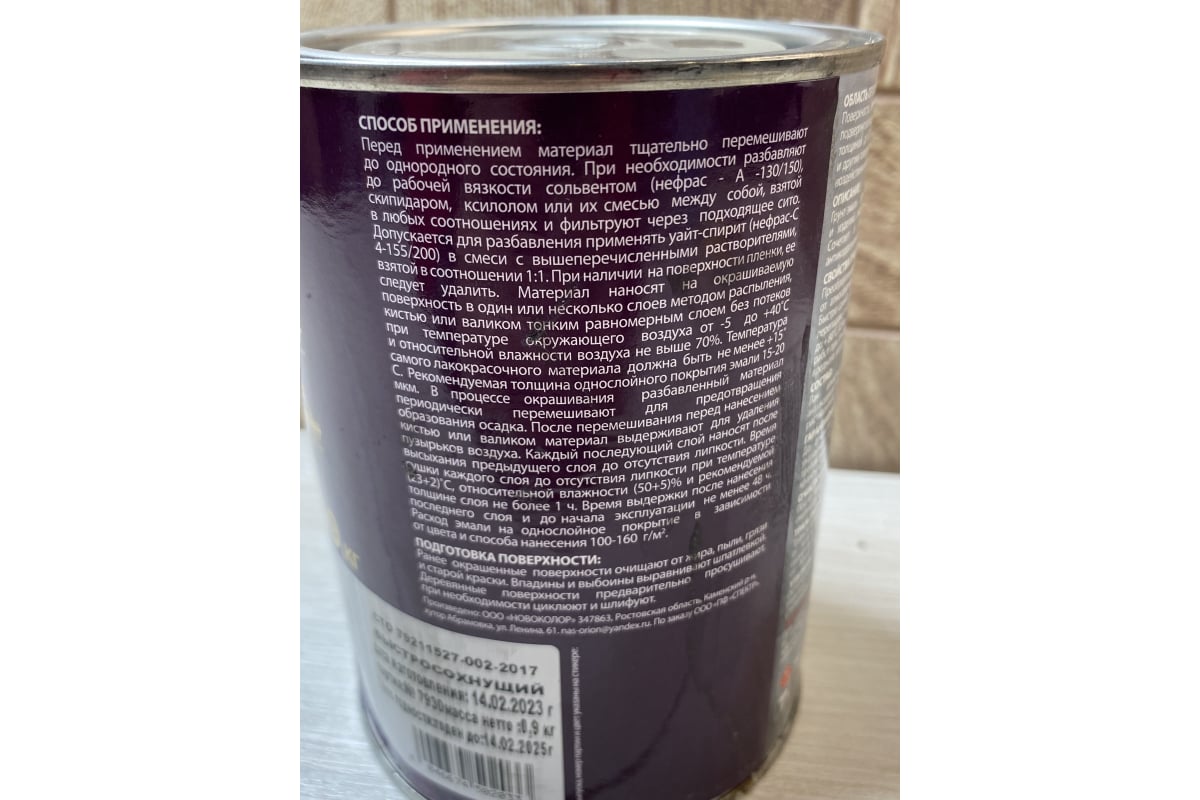 СПОСОБ ПРИМЕНЕНИЯ:
Перед применением материал тщательно перемешивают
до однородного состояния. При необходимости разбавляют
до рабочей вязкости сольвентом (нефрас - А -130/150),
скипидаром, ксилолом или их смесью между собой, взятой
в любых соотношениях и фильтруют через подходящее сито.
Допускается для разбавления применять уайт-спирит (нефрас-С
4-155/200) в смеси с вышеперечисленными растворителями,
взятой в соотношении 1:1. При наличии на поверхности пленки, ее
следует удалить. Материал наносят на окрашиваемую
поверхность в один или несколько слоев методом распыления,
кистью или валиком тонким равномерным слоем без потеков
при температуре окружающего воздуха от -5 до +40°C
и относительной влажности воздуха не выше 70%. Температура
самого лакокрасочного материала должна быть не менее +15°
С. Рекомендуемая толщина однослойного покрытия эмали 15-20
мкм. В процессе окрашивания разбавленный материал
периодически перемешивают для предотвращения
образования осадка. После перемешивания перед нанесением
кистью или валиком материал выдерживают для удаления
пузырьков воздуха. Каждый последующий слой наносят после
высыхания предыдущего слоя до отсутствия липкости. Время
сушки каждого слоя до отсутствия липкости при температуре
(23+2)°С, относительной влажности (50+5)% и рекомендуемой
толщине слоя не более 1 ч. Время выдержки после нанесения
последнего слоя и до начала эксплуатации не менее 48 ч.
Расход эмали на однослойное покрытие в зависимости
от цвета и способа нанесения 100-160 г/м².
ПОДГОТОВКА ПОВЕРХНОСТИ:
Ранее окрашенные поверхности очищают от жира, пыли, грязи
и старой краски. Впадины и выбоины выравнивают шпатлевкой.
Деревянные поверхности предварительно просушивают,
при необходимости циклюют и шлифуют.
Произведено: ООО «НОВОКОЛОР» 347863, Ростовская область, Каменский р-н,
хутор Абрамовка, ул. Ленина, 61. nas-orion@yandex.ru. По заказу ООО «ПФ «СПЕКТР».
СТО 79211527-002-2017
БЫСТРОСОХНУЩИЙ
изготовления: 14.02.2023 г
7930масса нетто :0,9 кг
до:14.02.2025г
кг
ОБЛАСТЬ
ОПИСАНИЕ